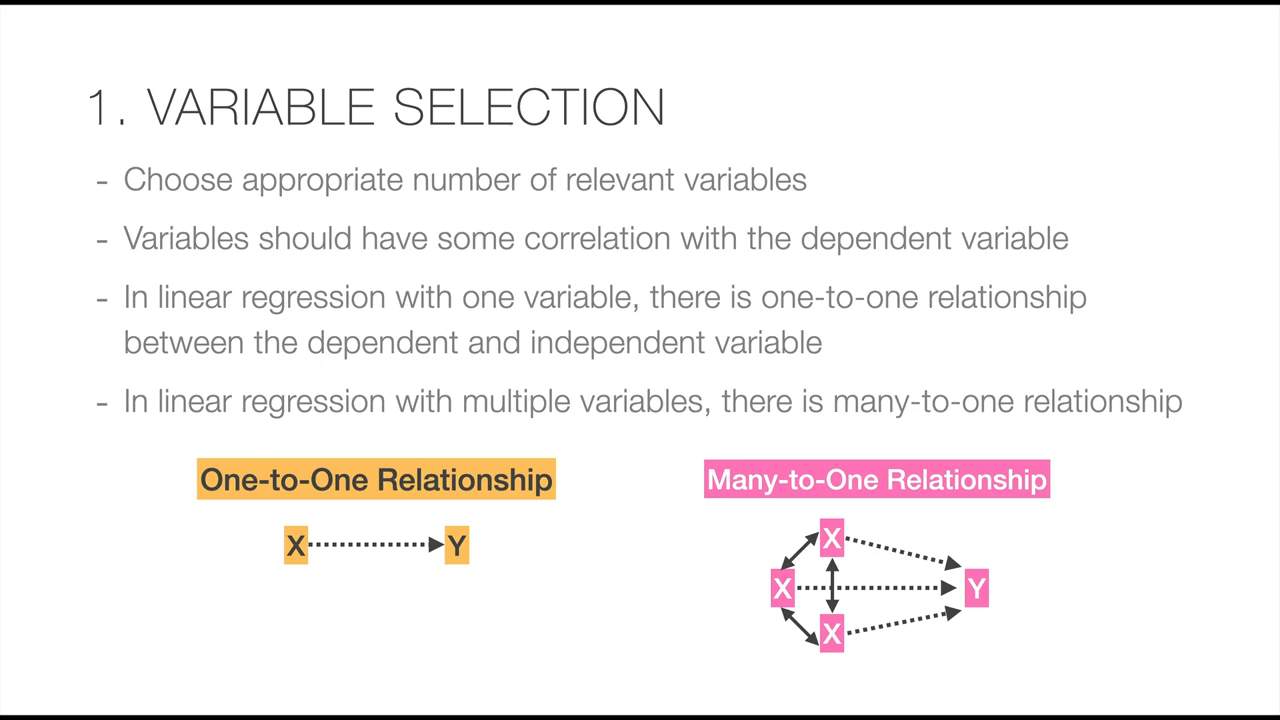 1. VARIABLE SELECTION
- Choose appropriate number of relevant variables
- Variables should have some correlation with the dependent variable
- In linear regression with one variable, there is one-to-one relationship
between the dependent and independent variable
- In linear regression with multiple variables, there is many-to-one relationship
One-to-One Relationship
X Y
Many-to-One Relationship
X
X Y
X